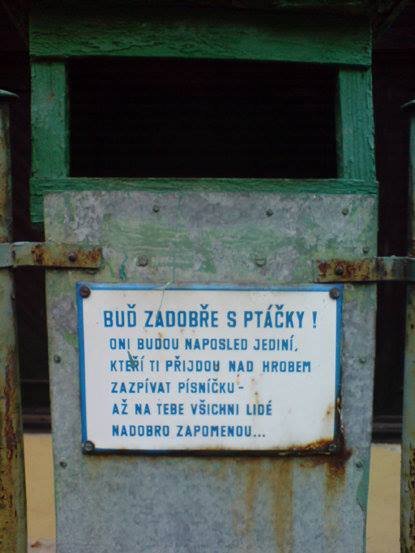 BUĎ ZADOBŘE S PTÁČKY !
ONI BUDOU NAPOSLED JEDINÍ,
KTEŘÍ TI PŘIJDOU NAD HROBEM
ZAZPÍVAT PÍSNÍČKU -
AŽ NA TEBE VŠICHNI LIDÉ
NADOBRO ZAPOMENOU...